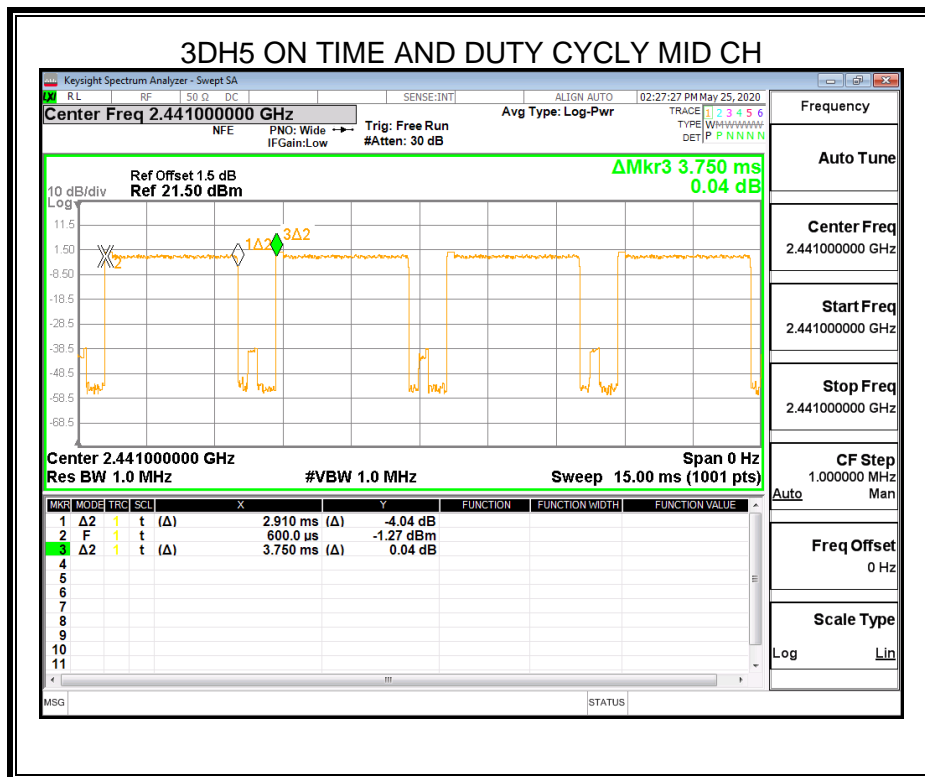 3DH5 ON TIME AND DUTY CYCLY MID CH
Keysight Spectrum Analyzer - Swept SA
LXI RL RF 50 Ω DC SENSE:INT ALIGN AUTO 02:27:27 PM May 25, 2020
Center Freq 2.441000000 GHz
NFE PNO: Wide Trig: Free Run
IFGain:Low #Atten: 30 dB
Avg Type: Log-Pwr
TRACE 1 2 3 4 5 6
TYPE WMWWWW
DET P P N N N N
ΔMkr3 3.750 ms
0.04 dB
Ref Offset 1.5 dB
10 dB/div Ref 21.50 dBm
Log
11.5
1.50
-8.50
-18.5
-28.5
-38.5
-48.5
-58.5
-68.5
2
1Δ2
3Δ2
Center 2.441000000 GHz Span 0 Hz
Res BW 1.0 MHz #VBW 1.0 MHz Sweep 15.00 ms (1001 pts)
MKR MODE TRC SCL X Y FUNCTION FUNCTION WIDTH FUNCTION VALUE
1 Δ2 1 t (Δ) 2.910 ms (Δ) -4.04 dB
2 F 1 t 600.0 µs -1.27 dBm
3 Δ2 1 t (Δ) 3.750 ms (Δ) 0.04 dB
4
5
6
7
8
9
10
11
MSG STATUS
Frequency
Auto Tune
Center Freq
2.441000000 GHz
Start Freq
2.441000000 GHz
Stop Freq
2.441000000 GHz
CF Step
1.000000 MHz
Auto Man
Freq Offset
0 Hz
Scale Type
Log Lin